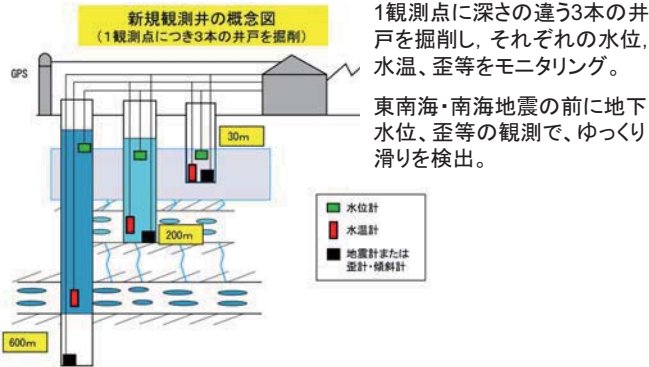 新規観測井の概念図
(1観測点につき3本の井戸を掘削)
GPS
30m
200m
600m
水位計
水温計
地震計または
歪計・傾斜計
1観測点に深さの違う3本の井
戸を掘削し, それぞれの水位,
水温、歪等をモニタリング。
東南海・南海地震の前に地下
水位、歪等の観測で、ゆっくり
滑りを検出。